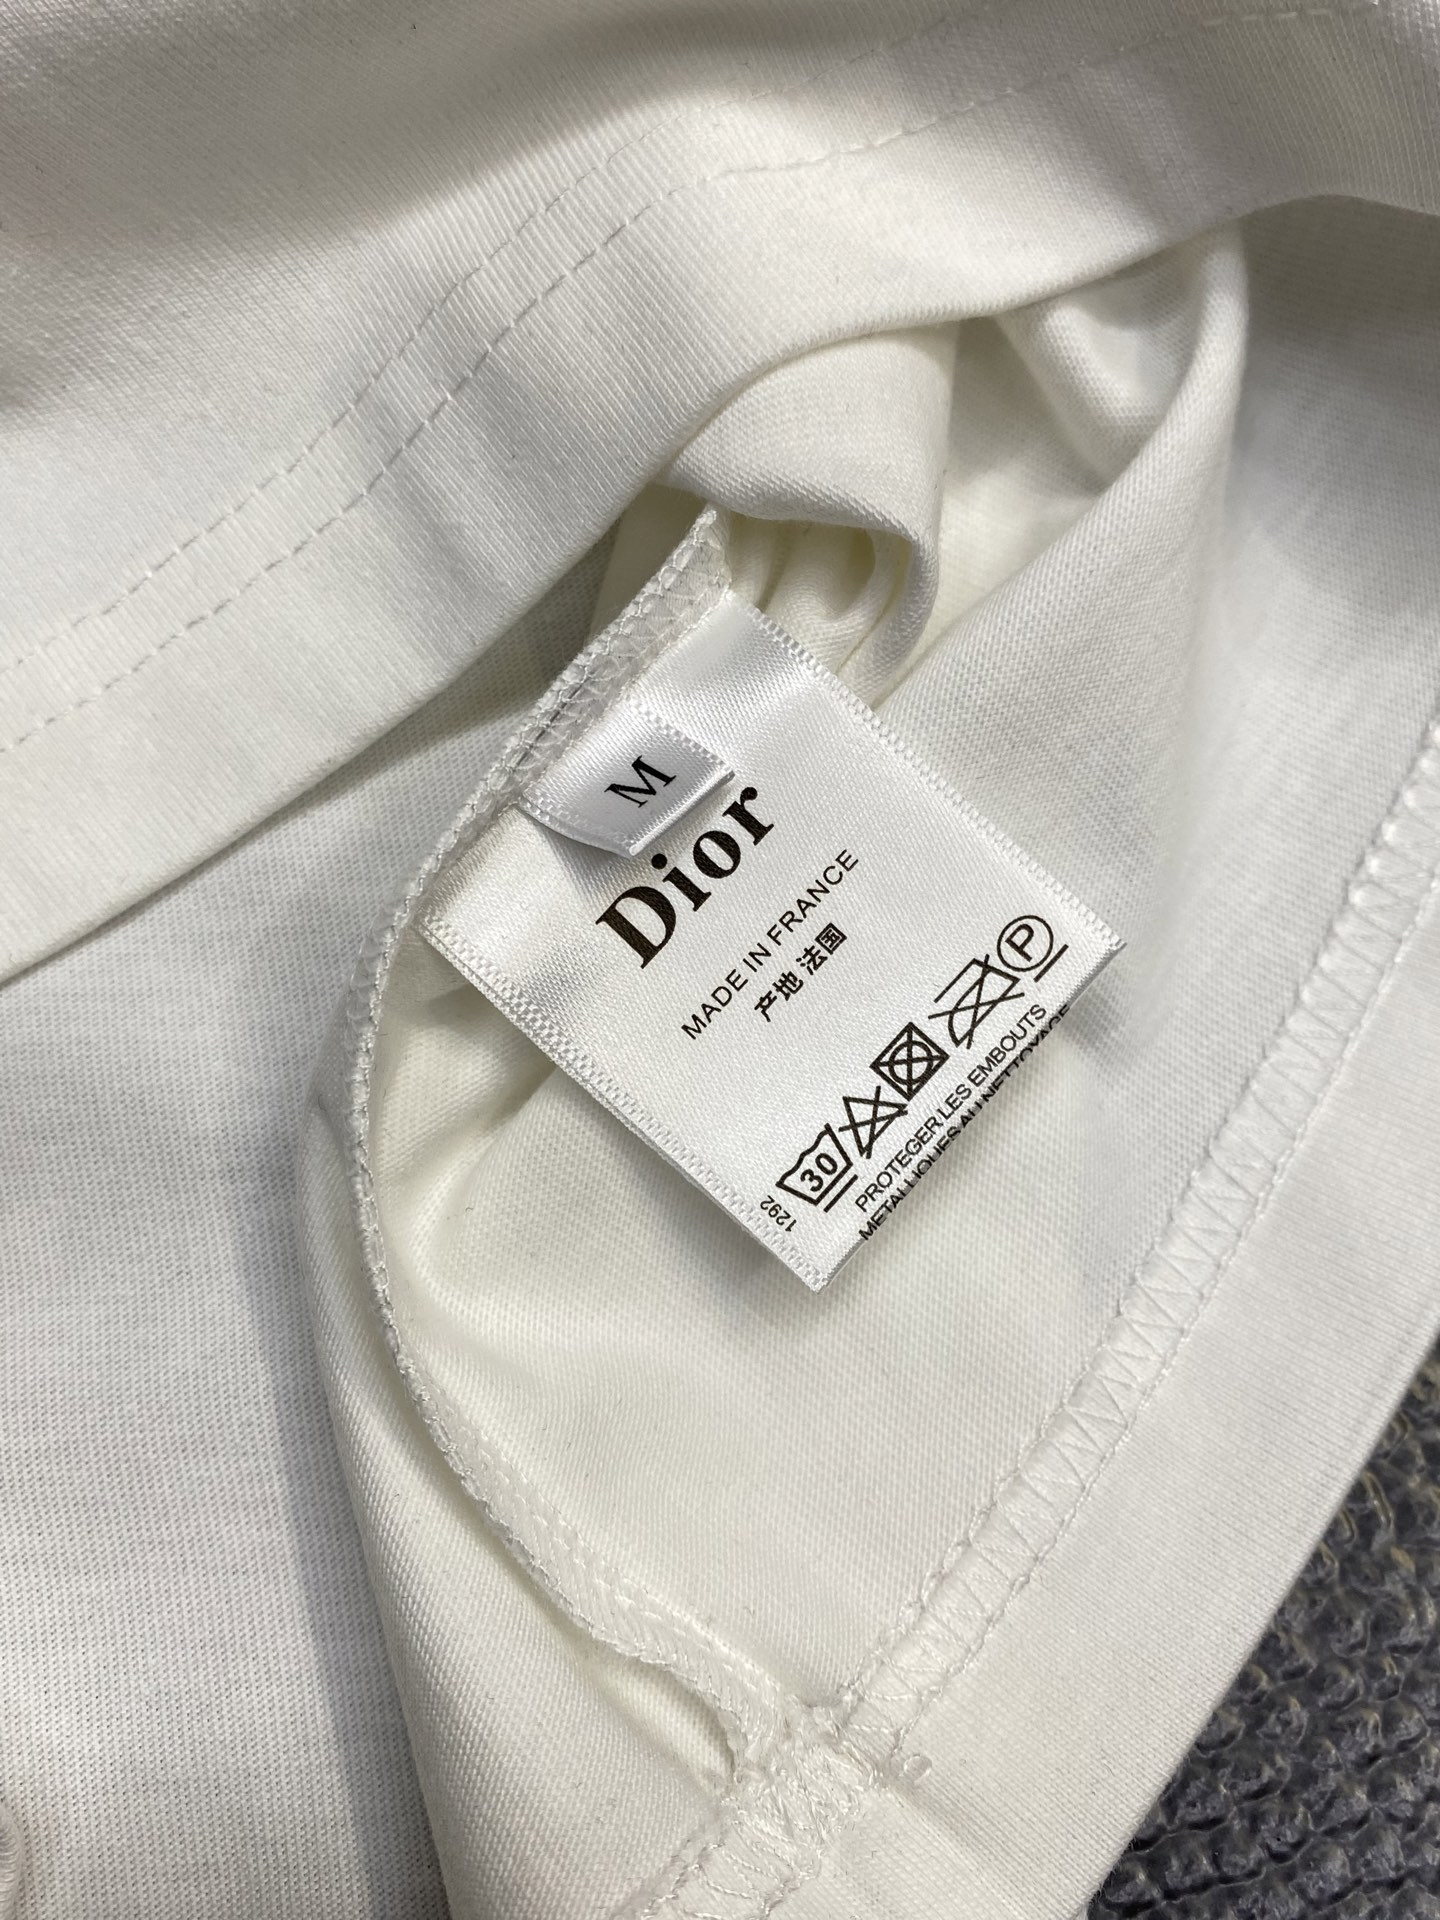 M
Dior
MADE IN FRANCE
产地 法国
P
30
1292
PROTEGER LES EMBOUTS
METALLIQUES AU NETTOYAGE